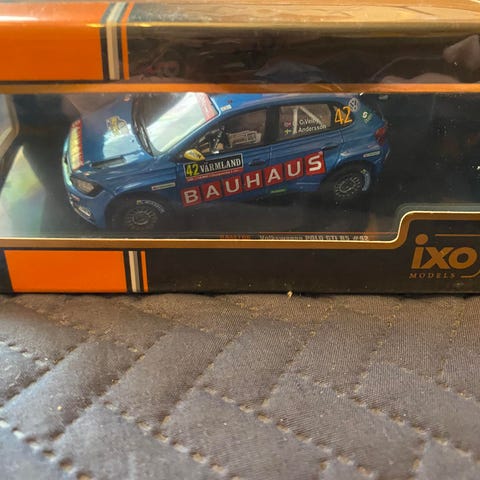 O.Veiby
Andersson
42
42 VÄRMLAND
BAUHAUS
Volkswagen POLO GTI R5 #42
ixo
MODELS